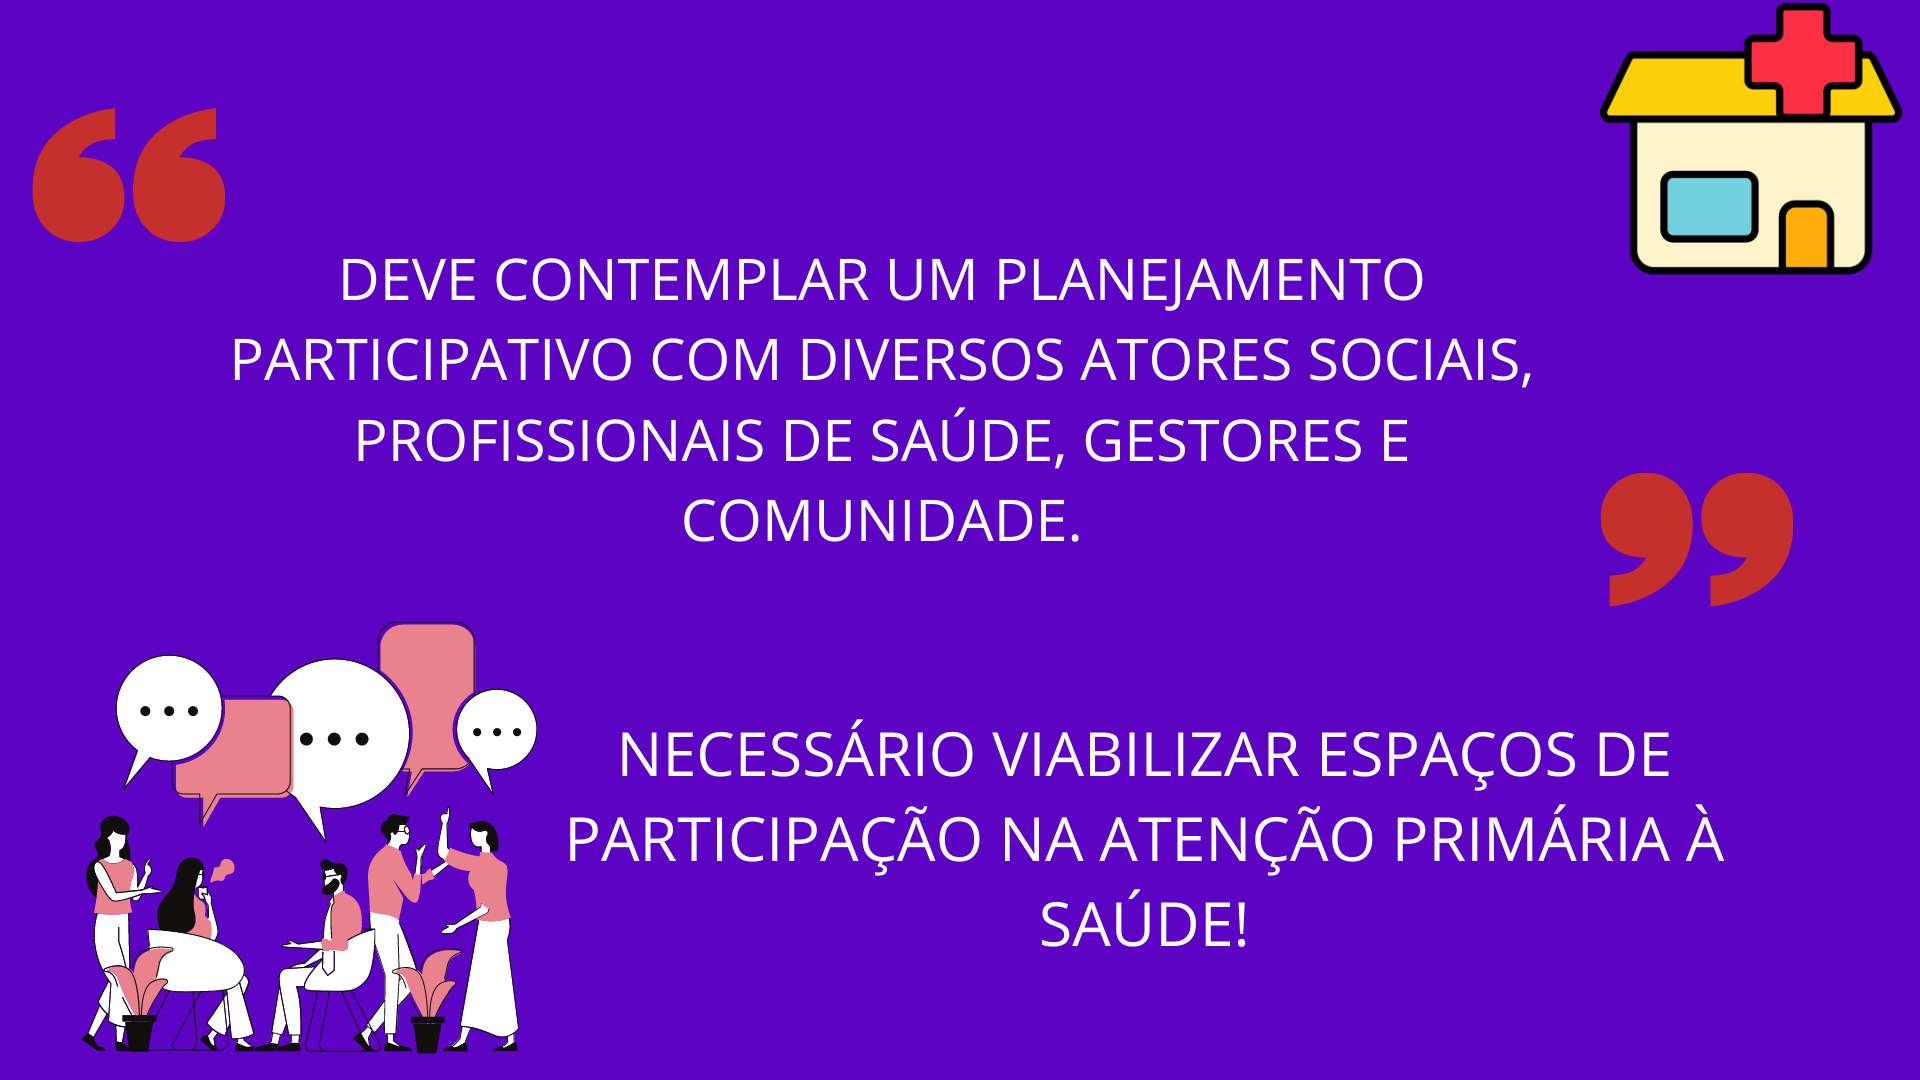 DEVE CONTEMPLAR UM PLANEJAMENTO
PARTICIPATIVO COM DIVERSOS ATORES SOCIAIS,
PROFISSIONAIS DE SAÚDE, GESTORES E
COMUNIDADE.
NECESSÁRIO VIABILIZAR ESPAÇOS DE
PARTICIPAÇÃO NA ATENÇÃO PRIMÁRIA À
SAÚDE!